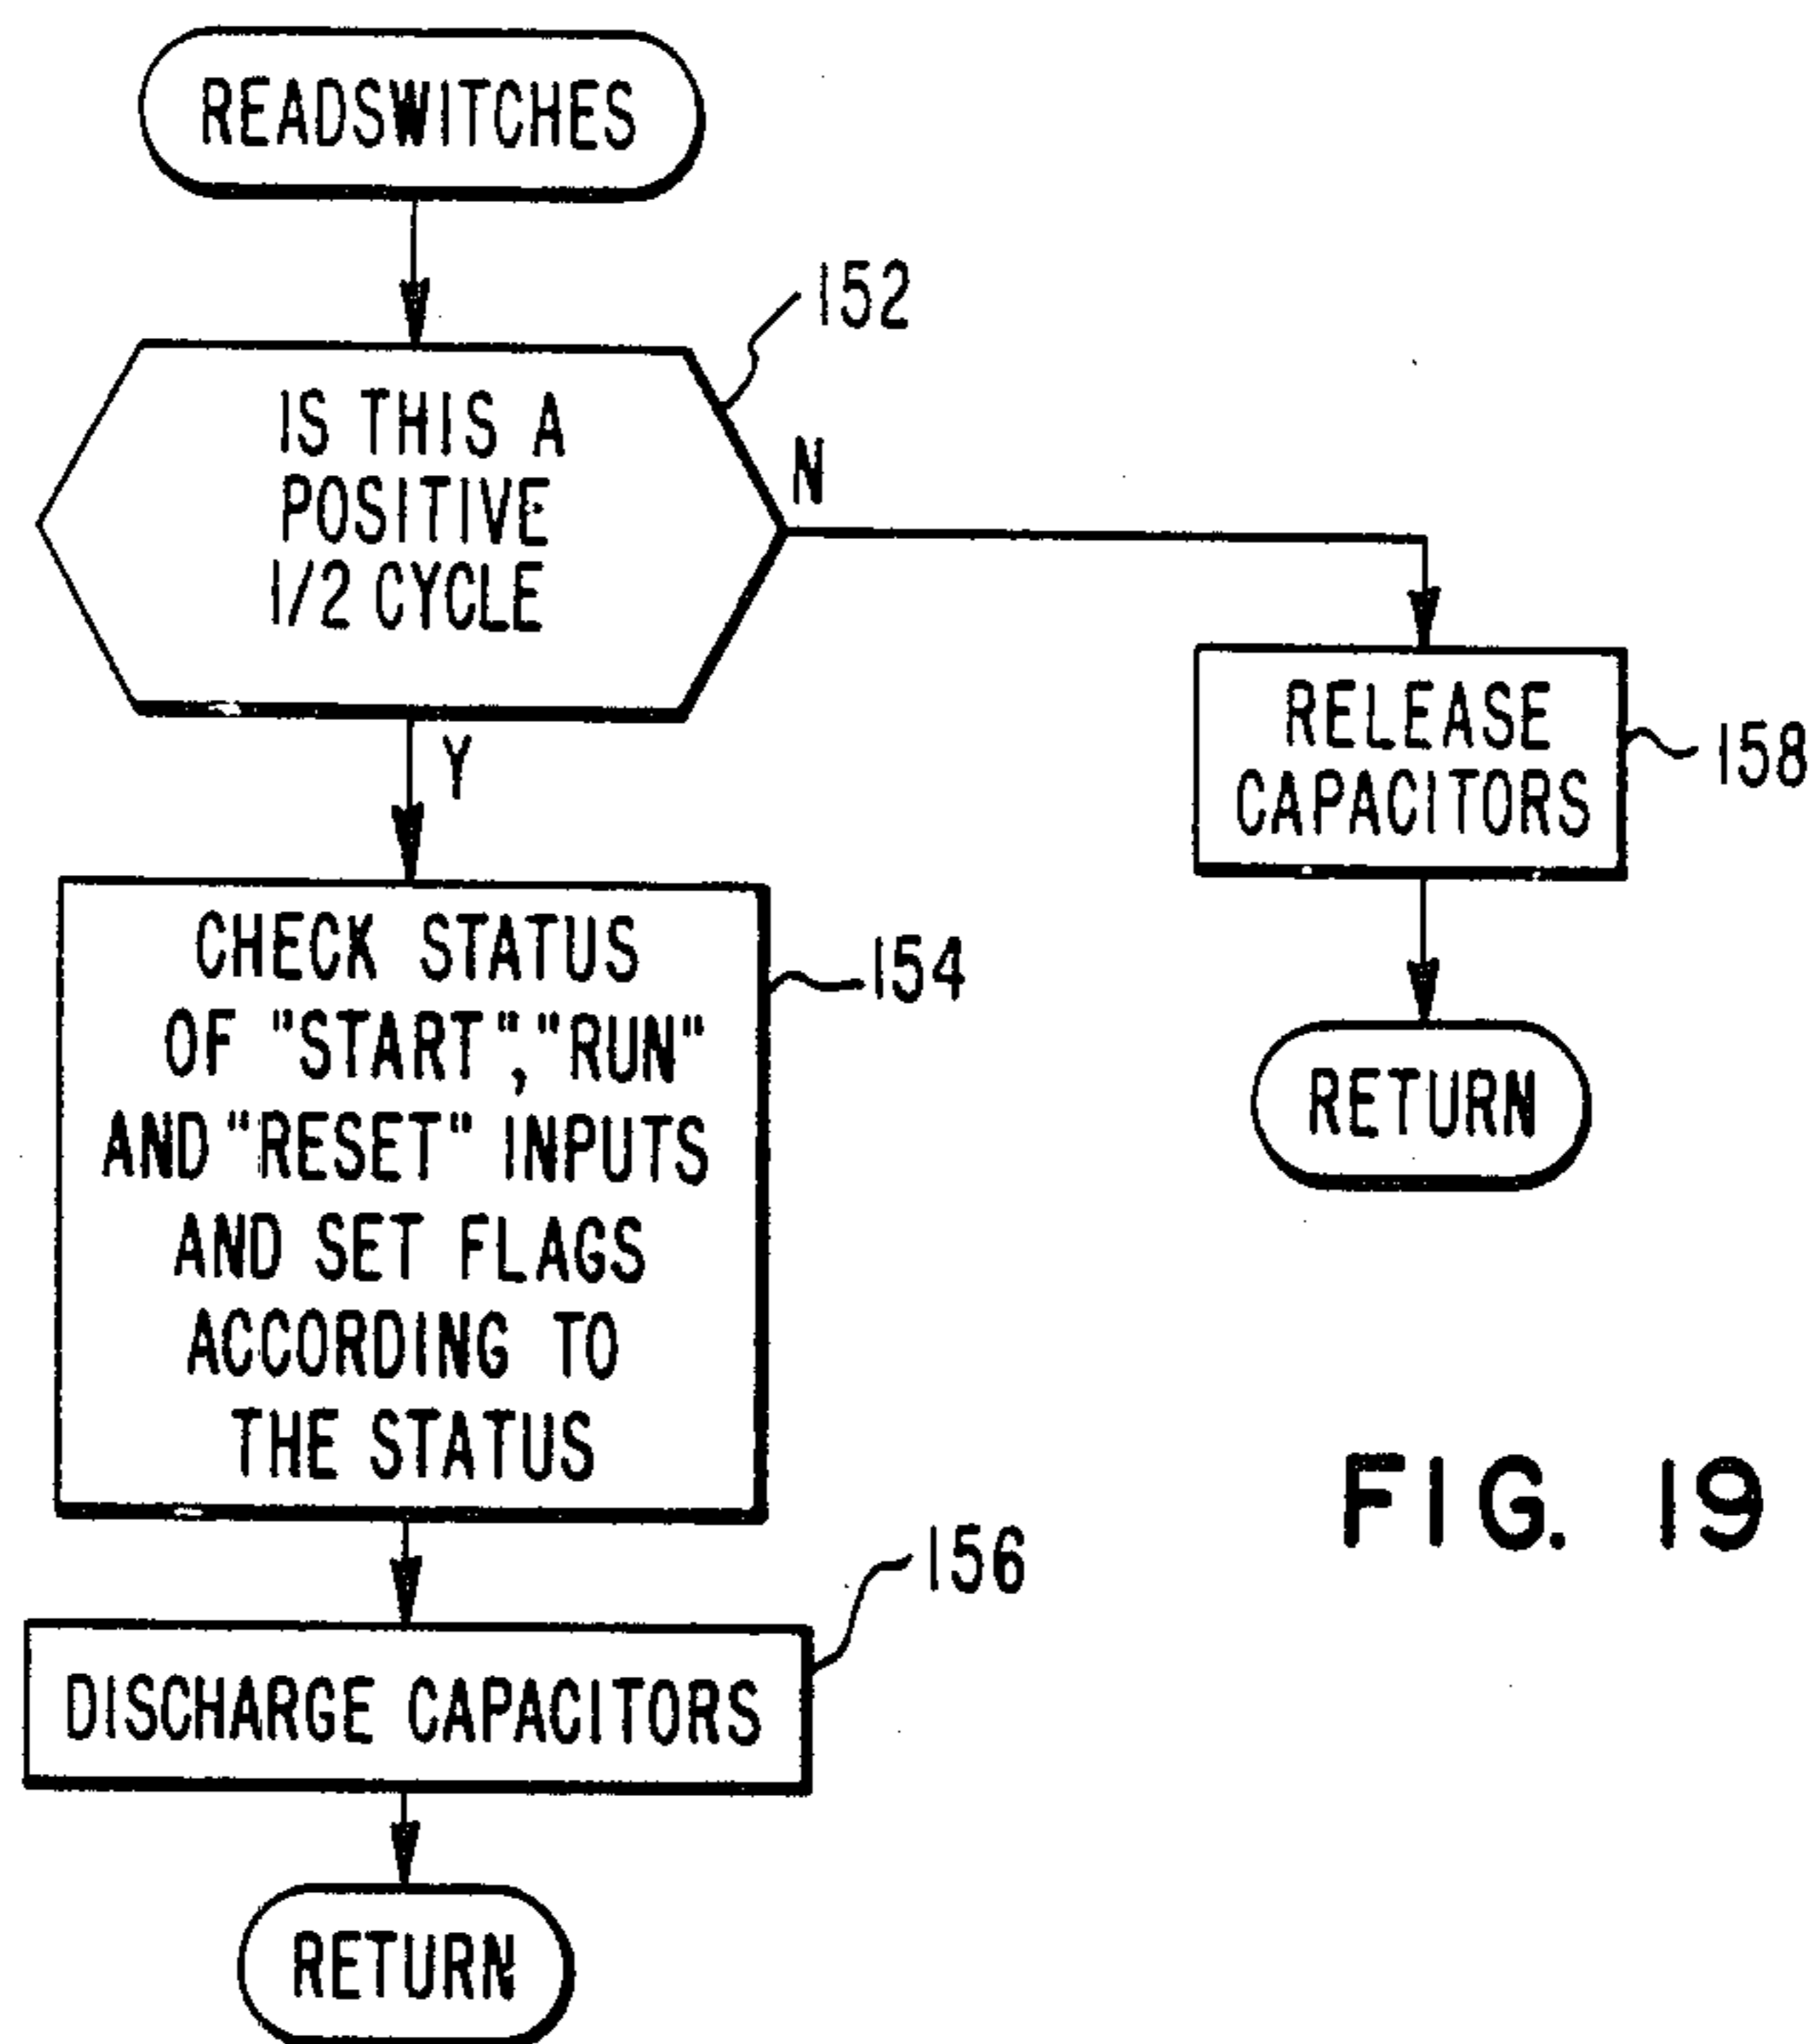 READSWITCHES
152
IS THIS A
POSITIVE
1/2 CYCLE
N
Y
RELEASE
CAPACITORS
158
RETURN
CHECK STATUS
OF "START", "RUN"
AND "RESET" INPUTS
AND SET FLAGS
ACCORDING TO
THE STATUS
154
DISCHARGE CAPACITORS
156
RETURN
FIG. 19